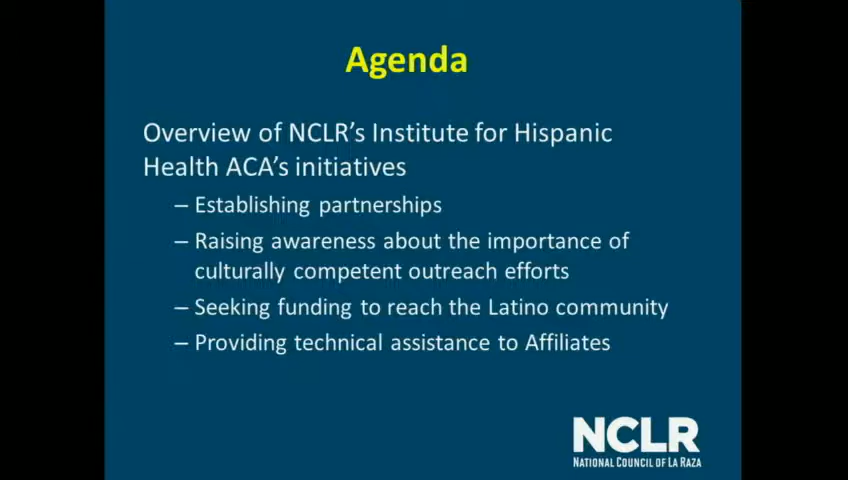 Agenda
Overview of NCLR's Institute for Hispanic
Health ACA's initiatives
– Establishing partnerships
– Raising awareness about the importance of
culturally competent outreach efforts
– Seeking funding to reach the Latino community
– Providing technical assistance to Affiliates
NCLR
NATIONAL COUNCIL OF LA RAZA